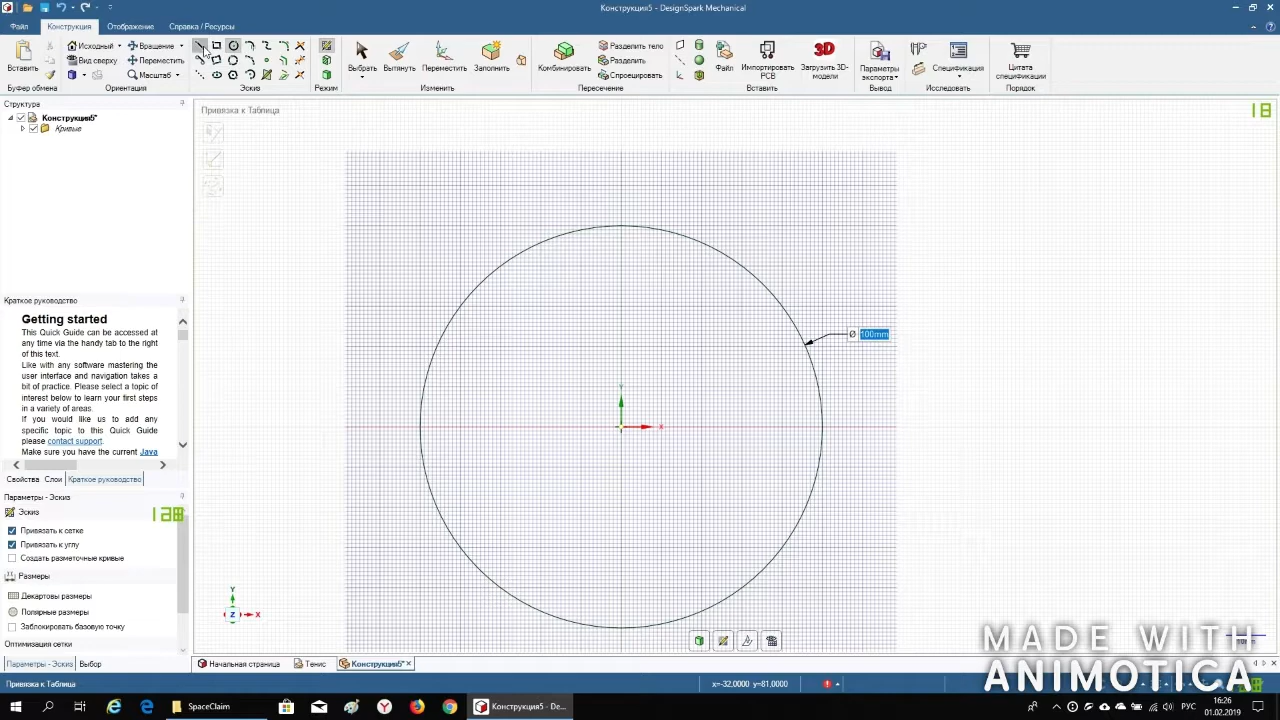 Конструкция5 - DesignSpark Mechanical
Файл
Конструкция
Отображение
Справка / Ресурсы
Вставить
Буфер обмена
Исходный
Вид сверху
Вращение
Переместить
Масштаб
Ориентация
Эскиз
Режим
Выбрать
Вытянуть
Переместить
Заполнить
Изменить
Комбинировать
Разделить тело
Разделить
Спроецировать
Пересечение
Файл
Импортировать PCB
3D
Загрузить 3D-модели
Вставить
Параметры экспорта
Вывод
Спецификация
Исследовать
Цитата спецификации
Порядок
Структура
Конструкция5*
Кривые
Привязка к Таблица
18
Краткое руководство
Getting started
This Quick Guide can be accessed
at any time via the handy tab to the right
of this text.
Like with any software mastering the
user interface and navigation takes a
bit of practice. Please select a topic of
interest below to learn your first steps
in a variety of areas.
If you would like us to add any
specific topic to this Quick Guide
please contact support.
Make sure you have the current Java
Свойства
Слои
Краткое руководство
Параметры - Эскиз
Эскиз
138
Привязать к сетке
Привязать к углу
Создать разметочные кривые
Размеры
Декартовы размеры
Полярные размеры
Заблокировать базовую точку
Оптимизация сетки
Параметры - Эскиз
Выбор
Ø 100mm
Y
X
Y
Z
X
Начальная страница
Тенис
Конструкция5*
Привязка к Таблица
x=-32,0000 y=81,0000
MADE WITH
ANIMOTICA
SpaceClaim
Конструкция5 - De...
РУС
16:26
01.02.2019